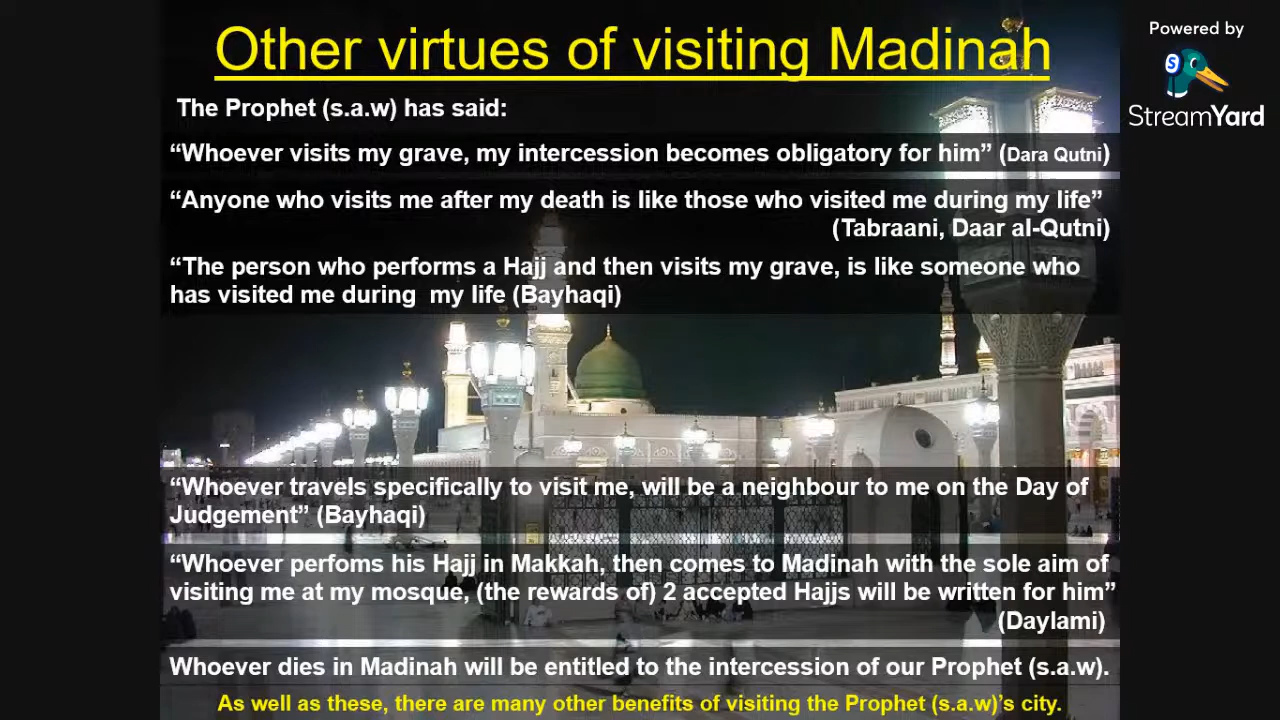 Other virtues of visiting Madinah
Powered by
StreamYard
The Prophet (s.a.w) has said:
“Whoever visits my grave, my intercession becomes obligatory for him” (Dara Qutni)
“Anyone who visits me after my death is like those who visited me during my life”
(Tabraani, Daar al-Qutni)
“The person who performs a Hajj and then visits my grave, is like someone who
has visited me during my life (Bayhaqi)
“Whoever travels specifically to visit me, will be a neighbour to me on the Day of
Judgement” (Bayhaqi)
“Whoever perfoms his Hajj in Makkah, then comes to Madinah with the sole aim of
visiting me at my mosque, (the rewards of) 2 accepted Hajjs will be written for him”
(Daylami)
Whoever dies in Madinah will be entitled to the intercession of our Prophet (s.a.w).
As well as these, there are many other benefits of visiting the Prophet (s.a.w)’s city.